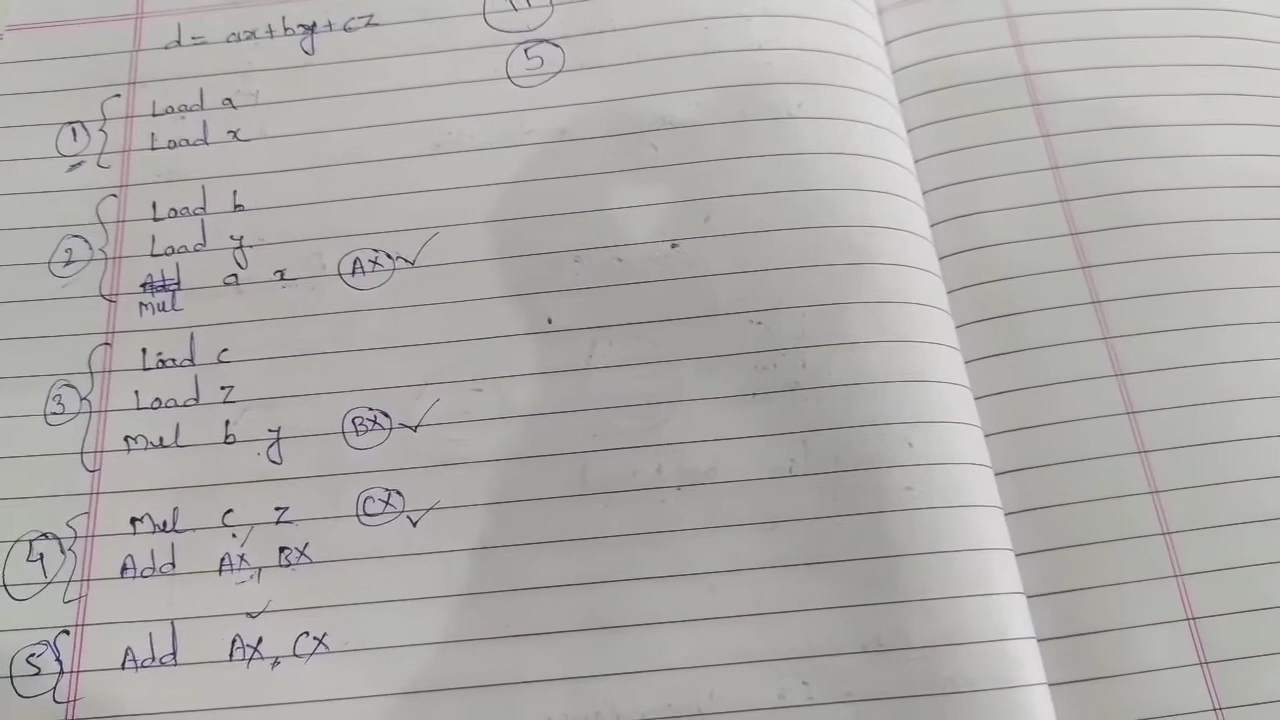 d = ax+by+cz
5
1 Load a
Load x
Load b
2 Load y
a x AX ✓
Mul
Load c
3 Load z
Mul b y BX ✓
Mul c, z CX ✓
4 Add AX, BX
5 Add AX, CX